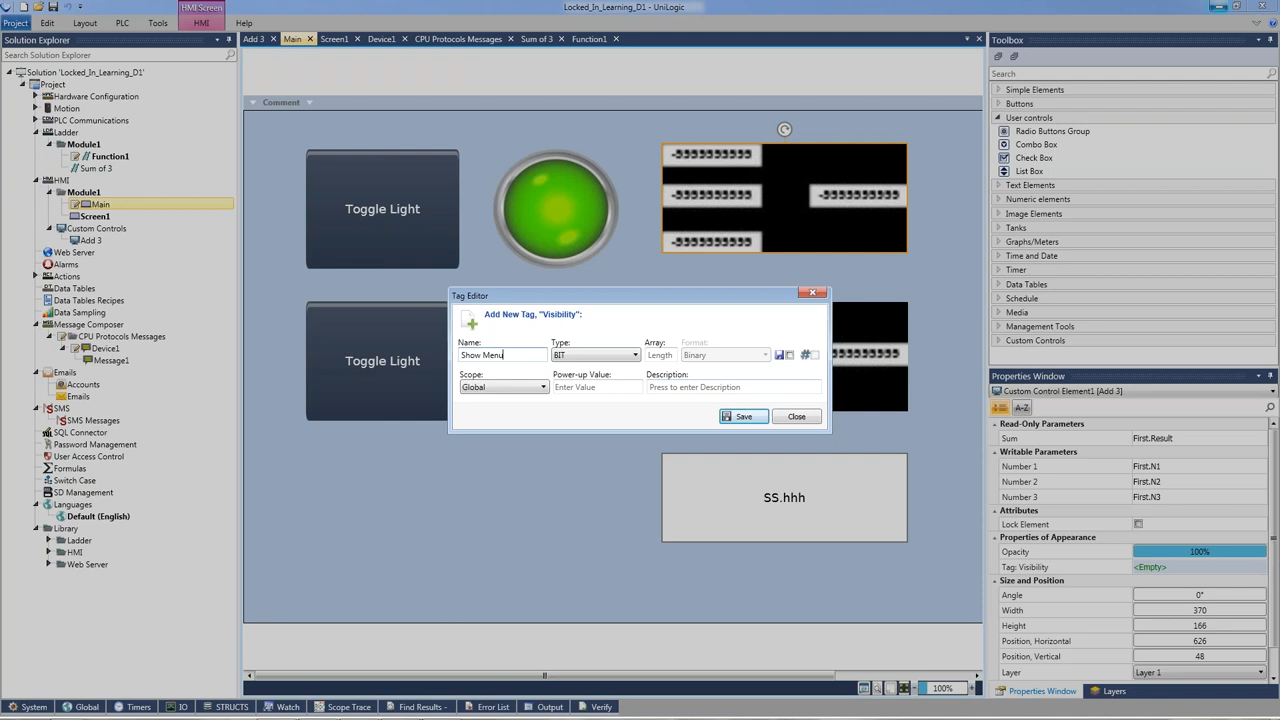 HMI Screen
Locked_In_Learning_D1* - UniLogic
Project Edit Layout PLC Tools HMI Help
Solution Explorer
Search Solution Explorer
Solution 'Locked_In_Learning_D1'
Project
Hardware Configuration
Motion
PLC Communications
Ladder
Module1
Function1
Sum of 3
HMI
Module1
Main
Screen1
Custom Controls
Add 3
Web Server
Alarms
Actions
Data Tables
Data Tables Recipes
Data Sampling
Message Composer
CPU Protocols Messages
Device1
Message1
Emails
Accounts
Emails
SMS
SMS Messages
SQL Connector
Password Management
User Access Control
Formulas
Switch Case
SD Management
Languages
Default (English)
Library
Ladder
HMI
Web Server
Add 3 Main Screen1 Device1 CPU Protocols Messages Sum of 3 Function1
Comment
Toggle Light
-9999999999
-9999999999 -9999999999
-9999999999
Toggle Light
SS.hhh
Tag Editor
Add New Tag, "Visibility":
Name: Type: Array: Format:
Show Menu BIT Length Binary
Scope: Power-up Value: Description:
Global Enter Value Press to enter Description
Save Close
100%
Toolbox
Search
Simple Elements
Buttons
User controls
Radio Buttons Group
Combo Box
Check Box
List Box
Text Elements
Numeric elements
Image Elements
Tanks
Graphs/Meters
Time and Date
Timer
Data Tables
Schedule
Media
Management Tools
Custom Controls
Properties Window
Custom Control Element1 [Add 3]
A-Z
Read-Only Parameters
Sum First.Result
Writable Parameters
Number 1 First.N1
Number 2 First.N2
Number 3 First.N3
Attributes
Lock Element
Properties of Appearance
Opacity 100%
Tag: Visibility <Empty>
Size and Position
Angle 0°
Width 370
Height 166
Position, Horizontal 626
Position, Vertical 48
Layer Layer 1
Properties Window Layers
System Global Timers IO STRUCTS Watch Scope Trace Find Results - Error List Output Verify